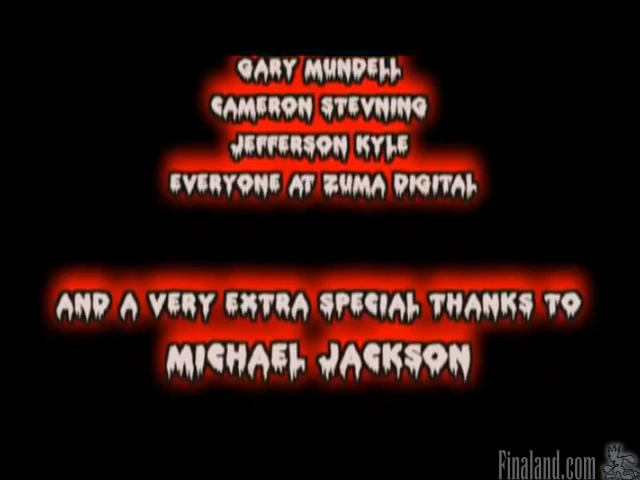 GARY MUNDELL
CAMERON STEVNING
JEFFERSON KYLE
EVERYONE AT ZUMA DIGITAL
AND A VERY EXTRA SPECIAL THANKS TO
MICHAEL JACKSON
Finaland.com